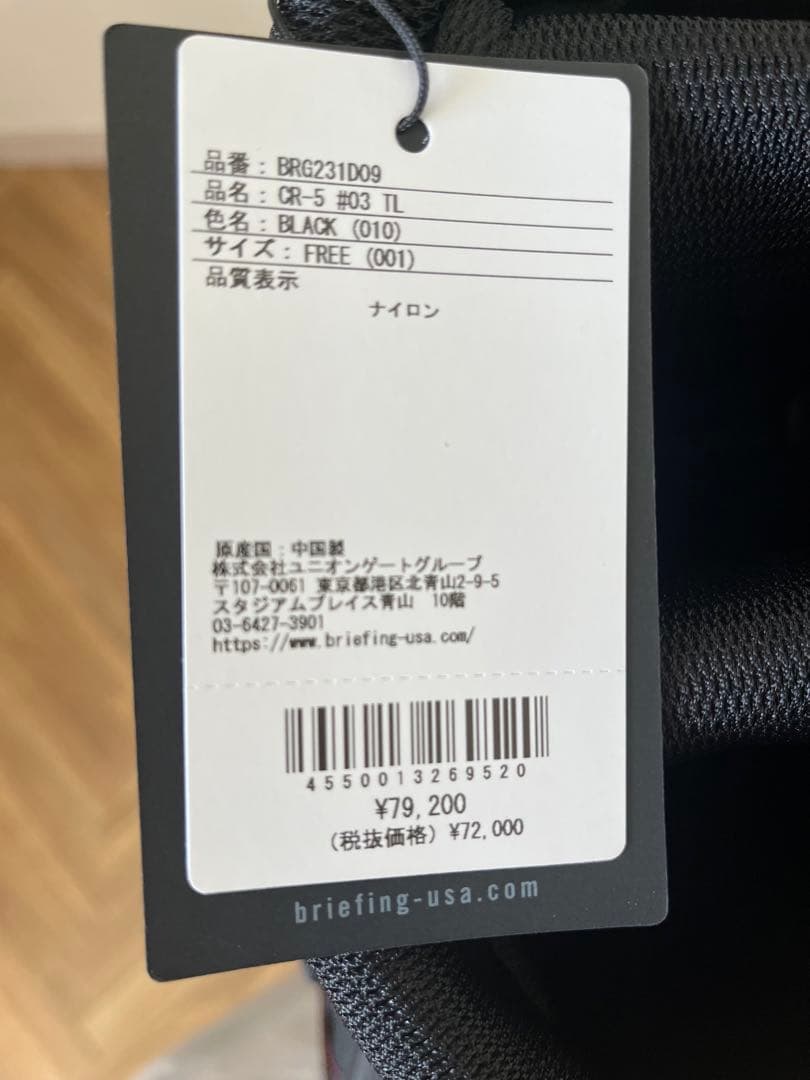 品番：BRG231D09
品名：CR-5 #03 TL
色名：BLACK (010)
サイズ：FREE (001)
品質表示
ナイロン
原産国：中国製
株式会社ユニオンゲートグループ
〒107-0061 東京都港区北青山2-9-5
スタジアムプレイス青山 10階
03-6427-3901
https://www.briefing-usa.com/
4550013269520
¥79,200
(税抜価格) ¥72,000
briefing-usa.com